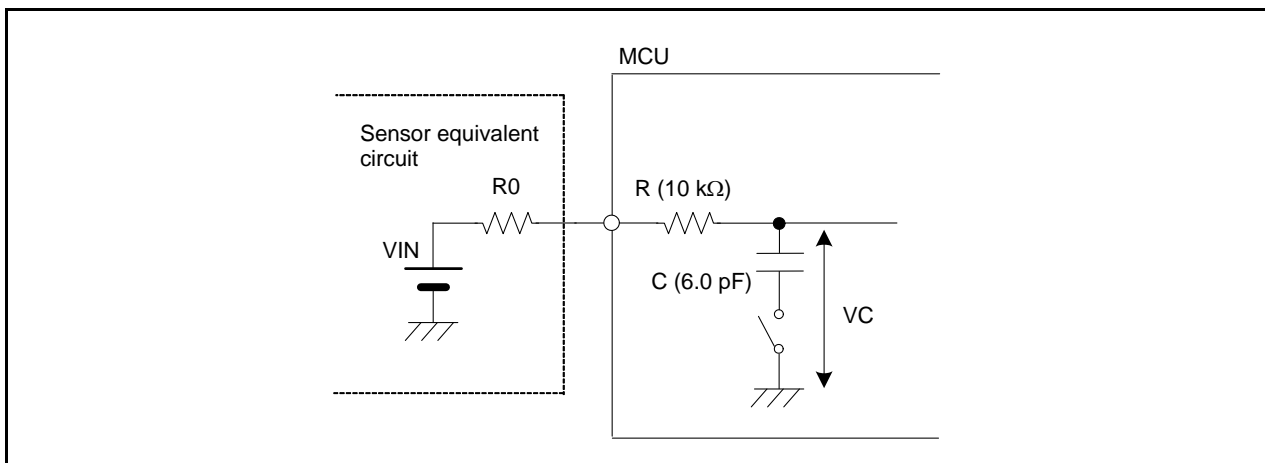 MCU
Sensor equivalent
circuit
R0
R (10 kΩ)
VIN
C (6.0 pF)
VC